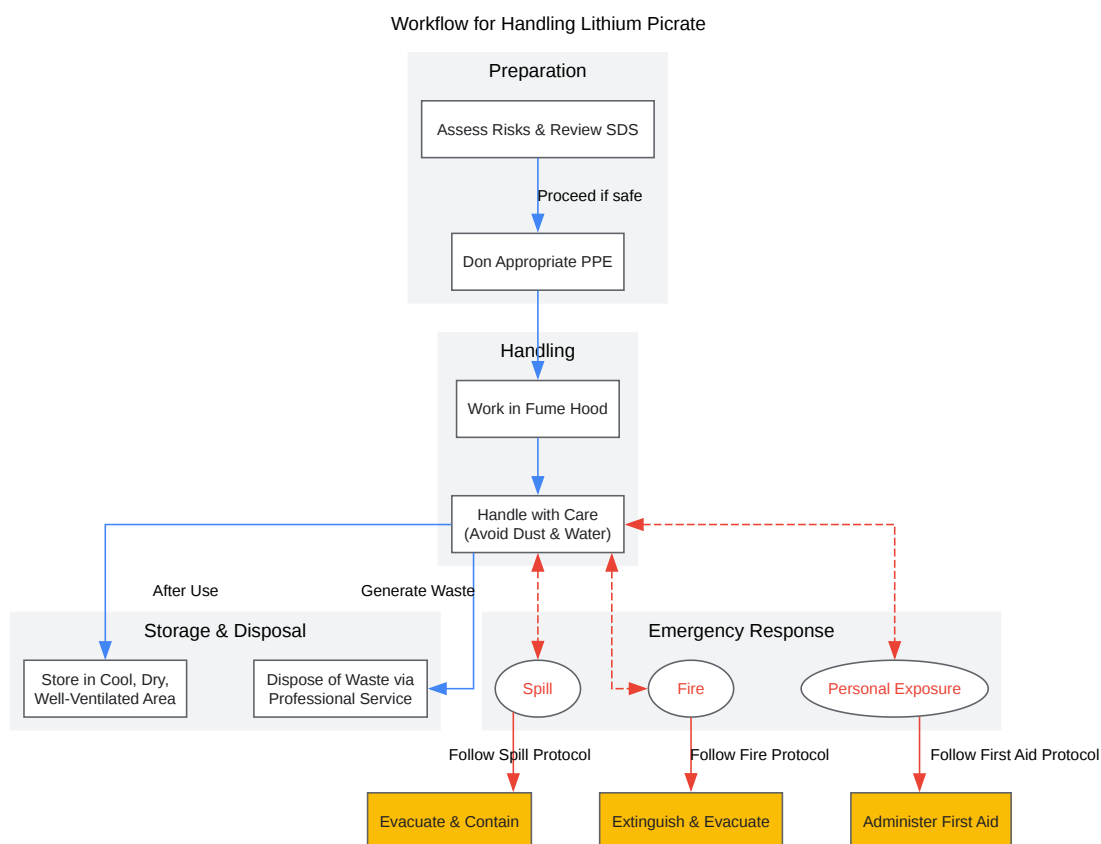 Workflow for Handling Lithium Picrate
Preparation
Assess Risks & Review SDS
Proceed if safe
Don Appropriate PPE
Handling
Work in Fume Hood
Handle with Care
(Avoid Dust & Water)
After Use
Generate Waste
Storage & Disposal
Store in Cool, Dry,
Well-Ventilated Area
Dispose of Waste via
Professional Service
Emergency Response
Spill
Fire
Personal Exposure
Follow Spill Protocol
Follow Fire Protocol
Follow First Aid Protocol
Evacuate & Contain
Extinguish & Evacuate
Administer First Aid